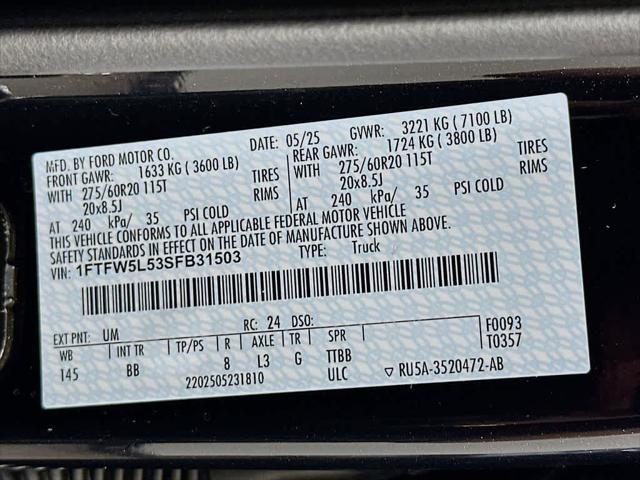 MFD. BY FORD MOTOR CO. DATE: 05/25 GVWR: 3221 KG ( 7100 LB)
FRONT GAWR: 1633 KG ( 3600 LB) REAR GAWR: 1724 KG ( 3800 LB)
WITH 275/60R20 115T TIRES WITH 275/60R20 115T TIRES
20x8.5J RIMS 20x8.5J RIMS
AT 240 kPa/ 35 PSI COLD AT 240 kPa/ 35 PSI COLD
THIS VEHICLE CONFORMS TO ALL APPLICABLE FEDERAL MOTOR VEHICLE
SAFETY STANDARDS IN EFFECT ON THE DATE OF MANUFACTURE SHOWN ABOVE.
VIN: 1FTFW5L53SFB31503 TYPE: Truck
EXT PNT: UM RC: 24 DSO: F0093
WB INT TR TP/PS R AXLE TR SPR T0357
145 BB 8 L3 G TTBB
2202505231810 ULC ▽ RU5A-3520472-AB